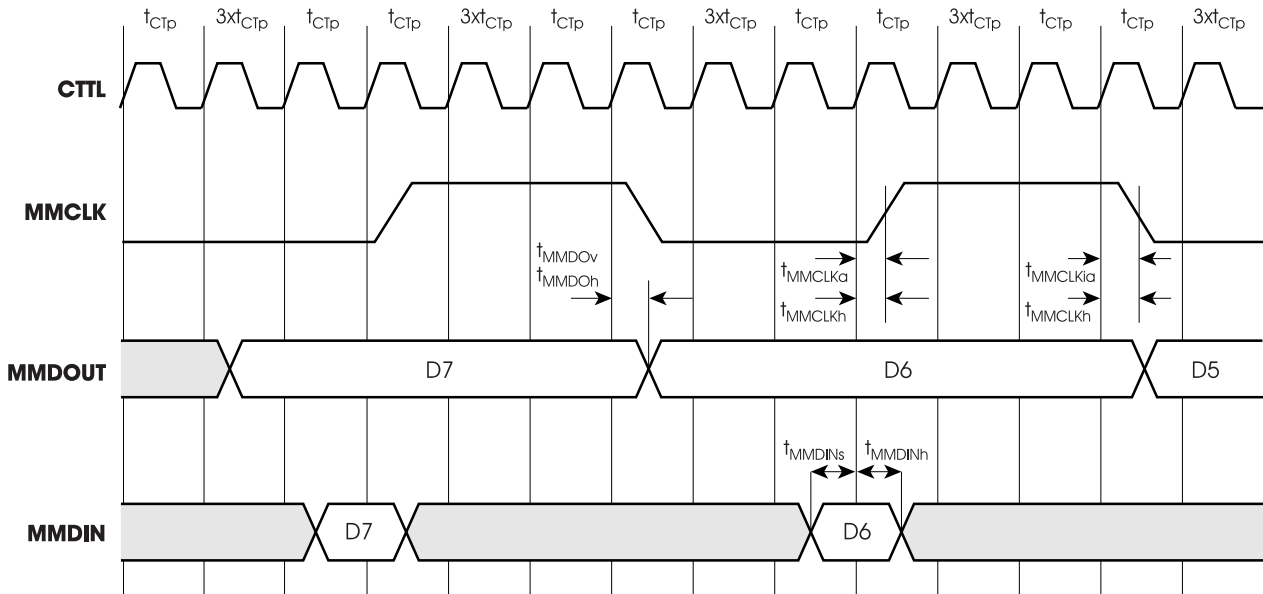 tCTp 3xtCTp tCTp tCTp 3xtCTp tCTp tCTp 3xtCTp tCTp tCTp 3xtCTp tCTp tCTp 3xtCTp
CTTL
MMCLK
tMMDOv
tMMDOh
tMMCLKa
tMMCLKh
tMMCLKia
tMMCLKh
MMDOUT D7 D6 D5
tMMDINs tMMDINh
MMDIN D7 D6